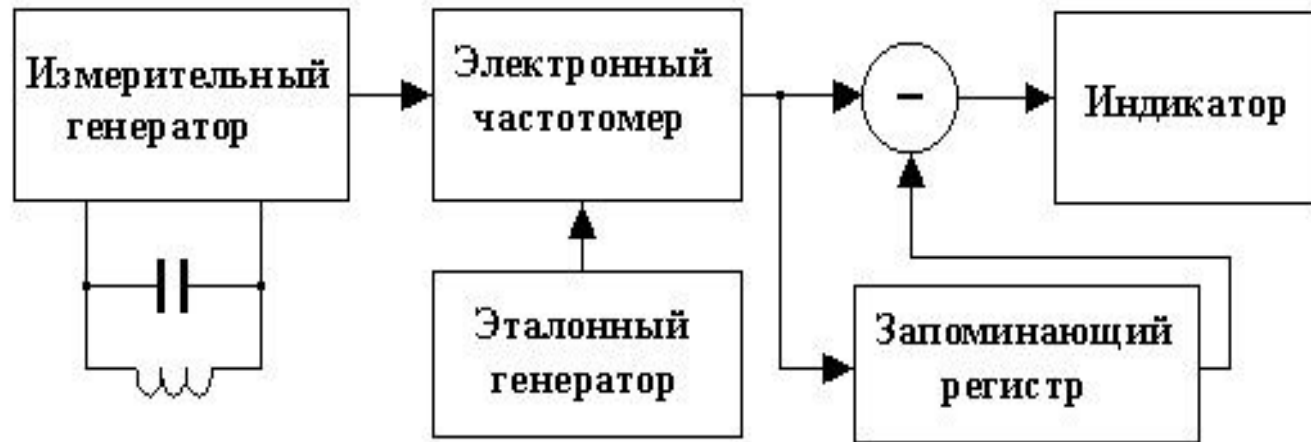 Измерительный
генератор
Электронный
частотомер
–
Индикатор
Эталонный
генератор
Запоминающий
регистр